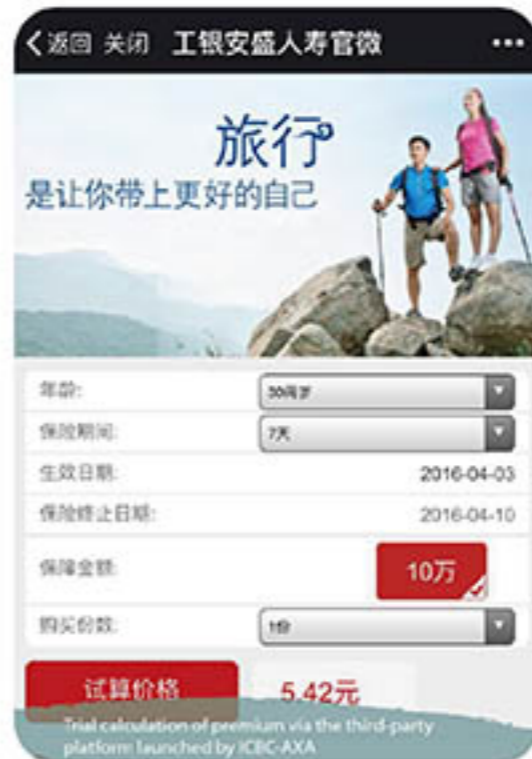 返回 关闭 工银安盛人寿官微
旅行
是让你带上更好的自己
年龄: 30周岁
保险期间: 7天
生效日期: 2016-04-03
保险终止日期: 2016-04-10
保障金额: 10万
购买份数: 1份
试算价格 5.42元
Trial calculation of premium via the third-party
platform launched by ICBC-AXA